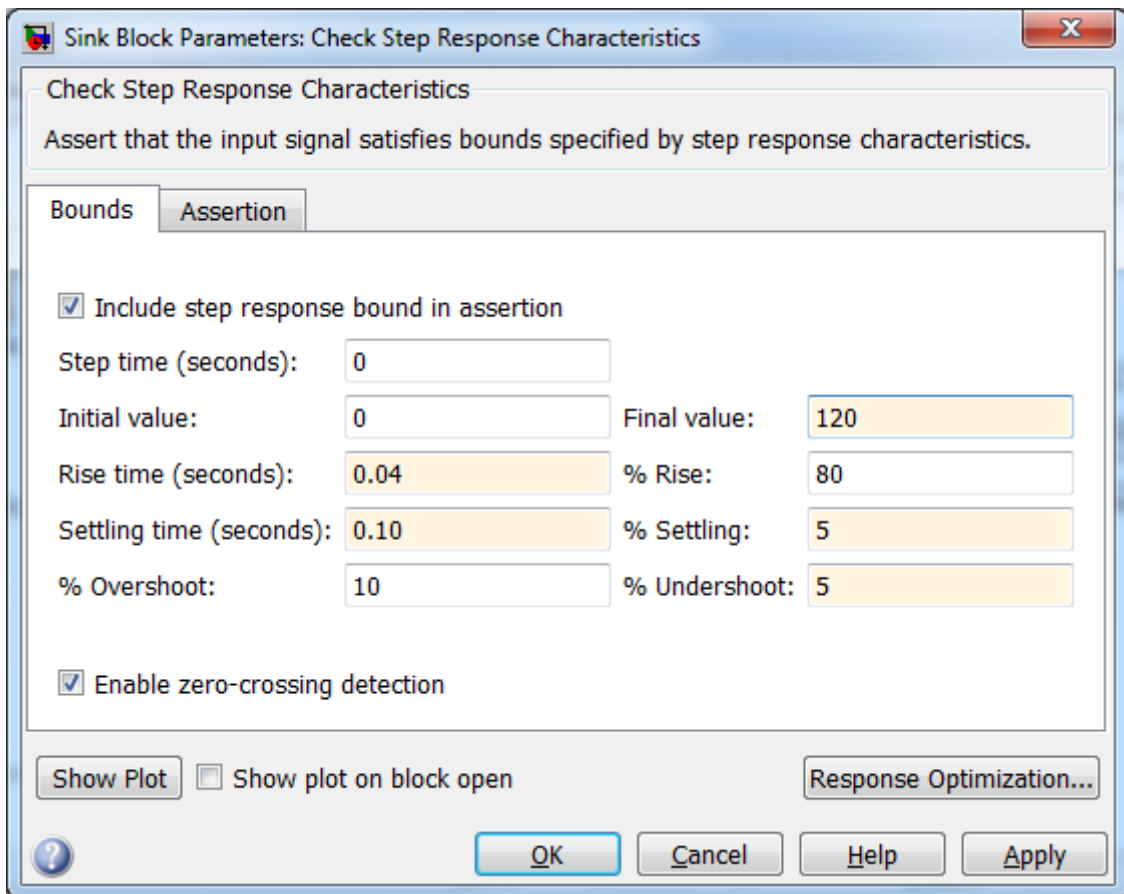 Sink Block Parameters: Check Step Response Characteristics
x
Check Step Response Characteristics
Assert that the input signal satisfies bounds specified by step response characteristics.
Bounds Assertion
Include step response bound in assertion
Step time (seconds): 0
Initial value: 0 Final value: 120
Rise time (seconds): 0.04 % Rise: 80
Settling time (seconds): 0.10 % Settling: 5
% Overshoot: 10 % Undershoot: 5
Enable zero-crossing detection
Show Plot Show plot on block open Response Optimization...
? OK Cancel Help Apply